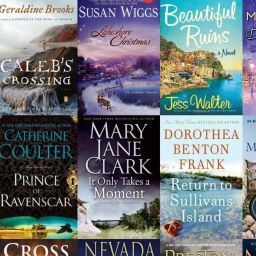 Geraldine Brooks
CALEB'S
CROSSING
SUSAN WIGGS
Lakeshore
Christmas
Beautiful
Ruins
a Novel
Jess Walter
CATHERINE
COULTER
PRINCE
OF
RAVENSCAR
MARY
JANE
CLARK
It Only Takes a
Moment
DOROTHEA
BENTON
FRANK
Return to
Sullivans
Island
CROSS
NEVADA